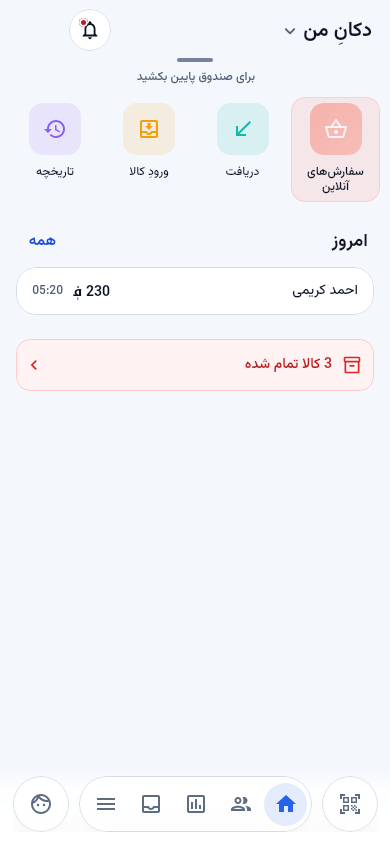 دکانِ من
برای صندوق پایین بکشید
سفارش‌های
آنلاین
دریافت
ورود کالا
تاریخچه
امروز
همه
احمد کریمی
230 ؋
05:20
3 کالا تمام شده